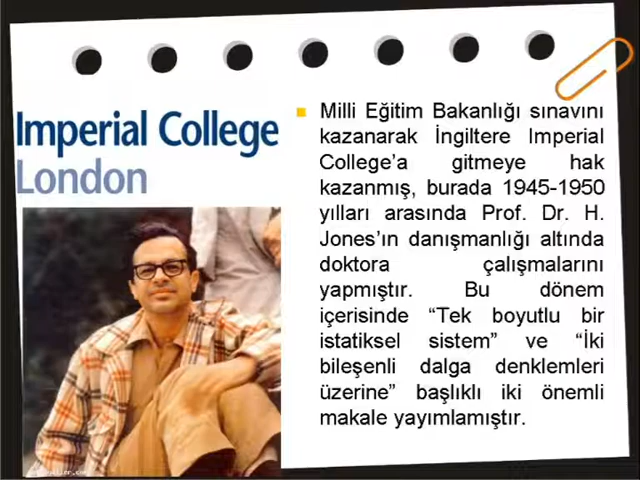 Imperial College
London
Milli Eğitim Bakanlığı sınavını
kazanarak İngiltere Imperial
College’a gitmeye hak
kazanmış, burada 1945-1950
yılları arasında Prof. Dr. H.
Jones’ın danışmanlığı altında
doktora çalışmalarını
yapmıştır. Bu dönem
içerisinde “Tek boyutlu bir
istatiksel sistem” ve “İki
bileşenli dalga denklemleri
üzerine” başlıklı iki önemli
makale yayımlamıştır.